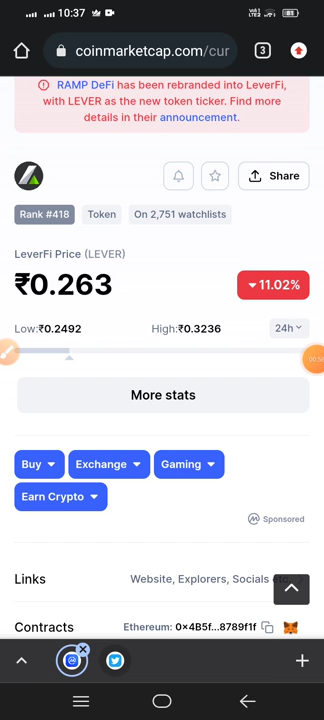 10:37
coinmarketcap.com/cur
3
RAMP DeFi has been rebranded into LeverFi,
with LEVER as the new token ticker. Find more
details in their announcement.
Share
Rank #418 Token On 2,751 watchlists
LeverFi Price (LEVER)
₹0.263
11.02%
Low:₹0.2492 High:₹0.3236 24h
More stats
Buy Exchange Gaming
Earn Crypto
Sponsored
Links Website, Explorers, Socials
Contracts Ethereum: 0x4B5f...8789f1f